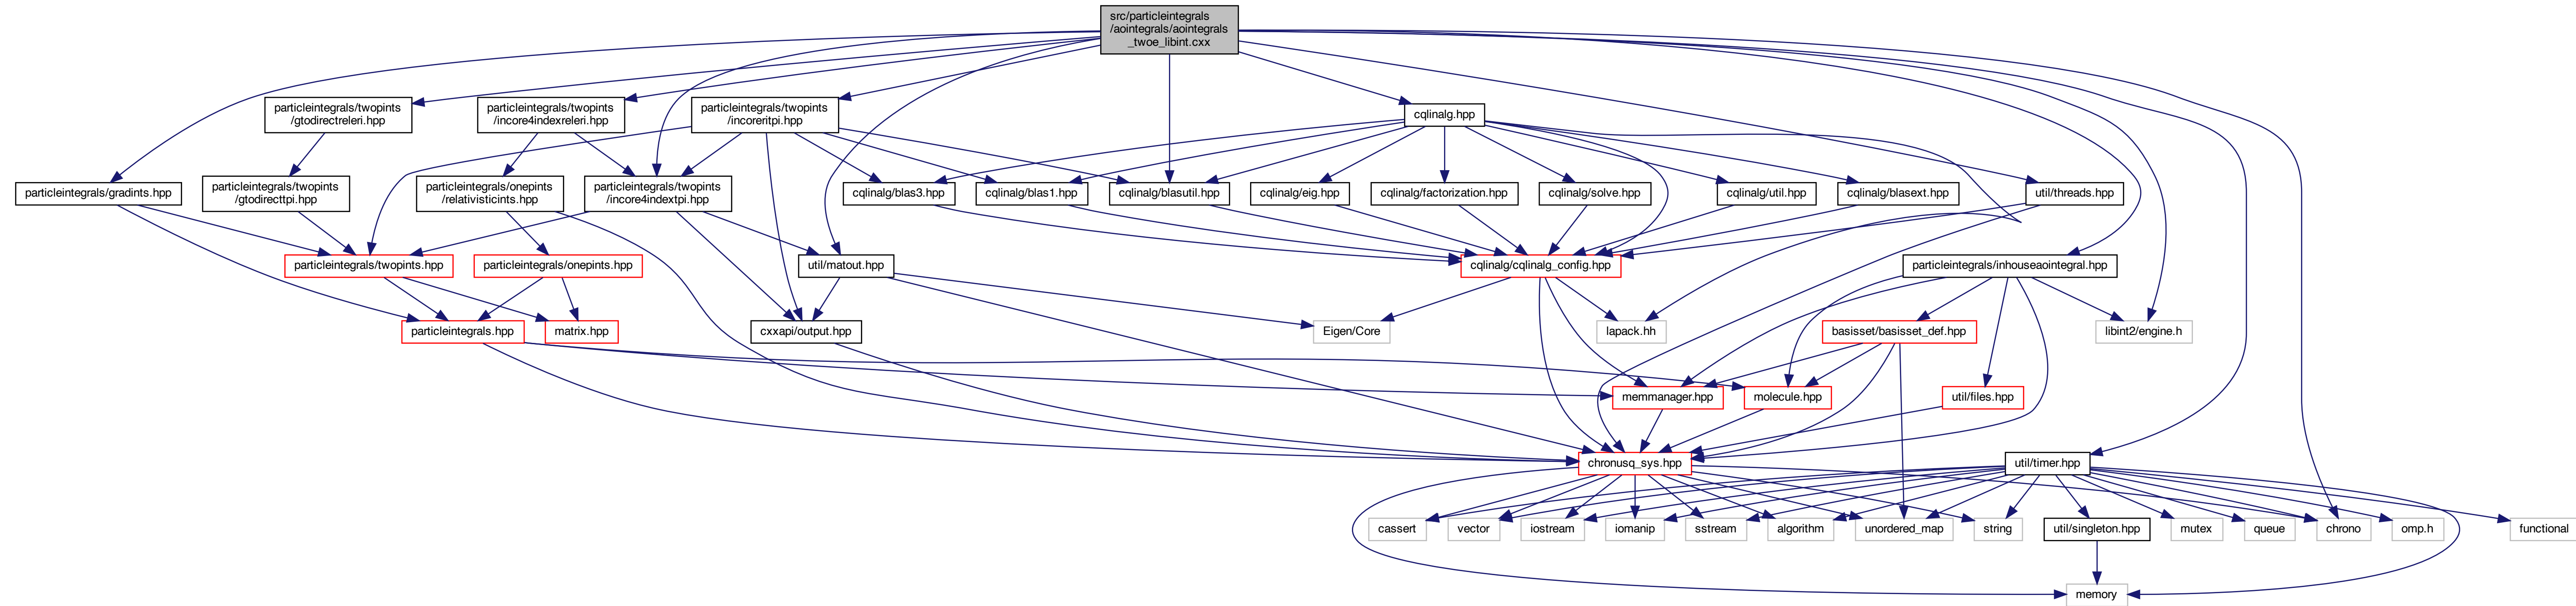 src/particleintegrals
/aointegrals/aointegrals
_twoe_libint.cxx
particleintegrals/twopints
/gtodirectreleri.hpp
particleintegrals/twopints
/incore4indexreleri.hpp
particleintegrals/twopints
/incoreritpi.hpp
cqlinalg.hpp
particleintegrals/gradints.hpp
particleintegrals/twopints
/gtodirecttpi.hpp
particleintegrals/onepints
/relativisticints.hpp
particleintegrals/twopints
/incore4indextpi.hpp
cqlinalg/blas3.hpp
cqlinalg/blas1.hpp
cqlinalg/blasutil.hpp
cqlinalg/eig.hpp
cqlinalg/factorization.hpp
cqlinalg/solve.hpp
cqlinalg/util.hpp
cqlinalg/blasext.hpp
util/threads.hpp
particleintegrals/twopints.hpp
particleintegrals/onepints.hpp
util/matout.hpp
cqlinalg/cqlinalg_config.hpp
particleintegrals/inhouseaointegral.hpp
particleintegrals.hpp
matrix.hpp
cxxapi/output.hpp
Eigen/Core
lapack.hh
basisset/basisset_def.hpp
libint2/engine.h
memmanager.hpp
molecule.hpp
util/files.hpp
chronusq_sys.hpp
util/timer.hpp
cassert
vector
iostream
iomanip
sstream
algorithm
unordered_map
string
util/singleton.hpp
mutex
queue
chrono
omp.h
functional
memory